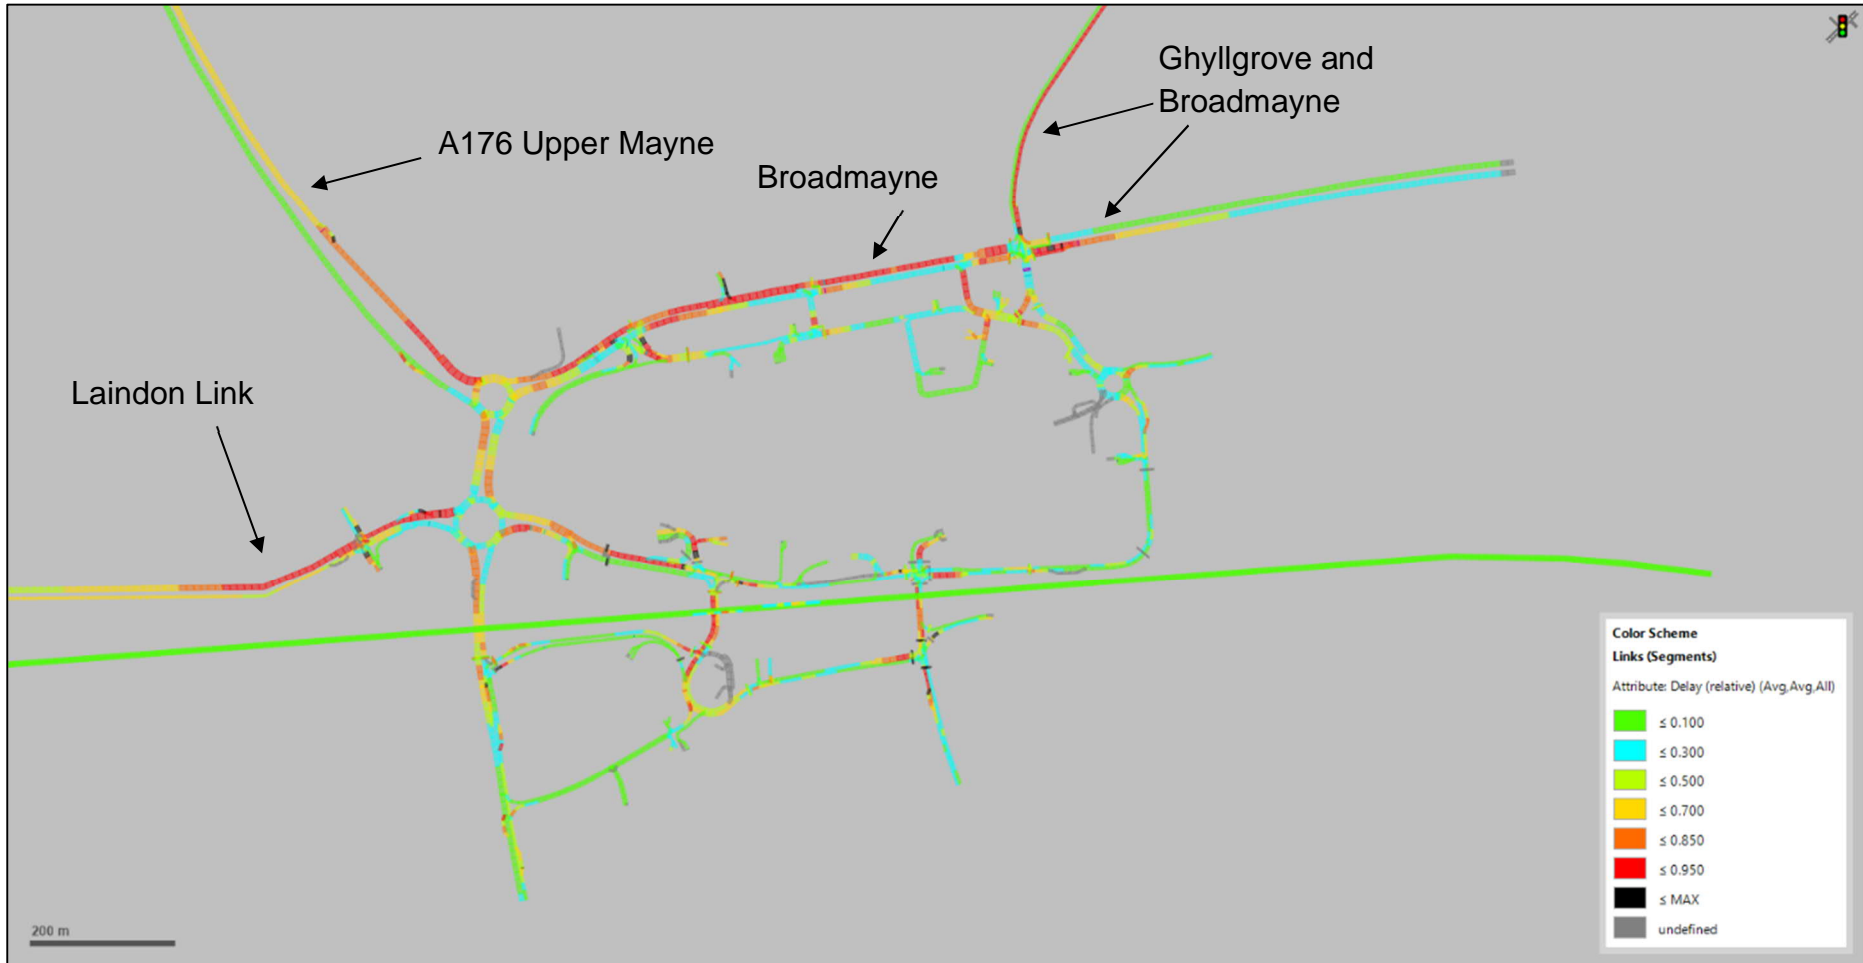 Ghyllgrove and
Broadmayne
A176 Upper Mayne
Broadmayne
Laindon Link
Color Scheme
Links (Segments)
Attribute: Delay (relative) (Avg,Avg,All)
≤ 0.100
≤ 0.300
≤ 0.500
≤ 0.700
≤ 0.850
≤ 0.950
≤ MAX
undefined
200 m